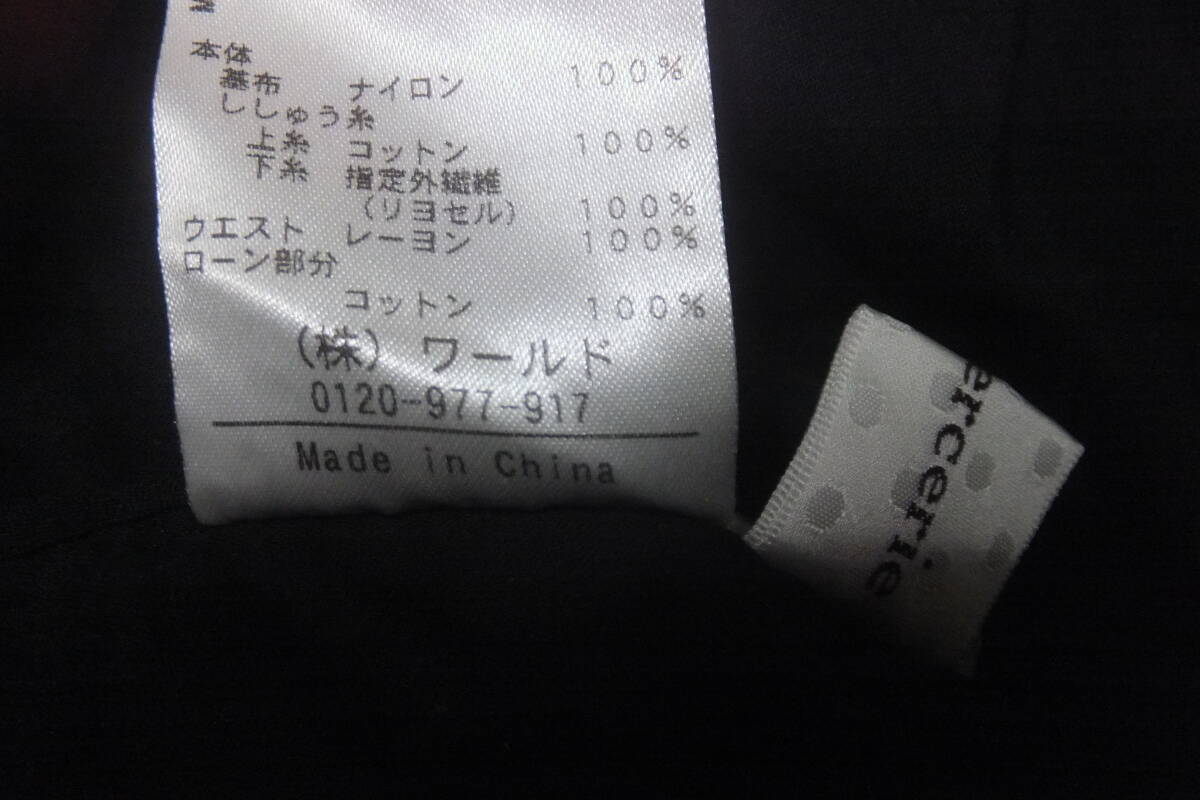 本体
基布 ナイロン 100%
ししゅう糸
上糸 コットン 100%
下糸 指定外繊維
(リヨセル) 100%
ウエスト レーヨン 100%
ローン部分
コットン 100%
(株) ワールド
0120-977-917
Made in China
ercerie